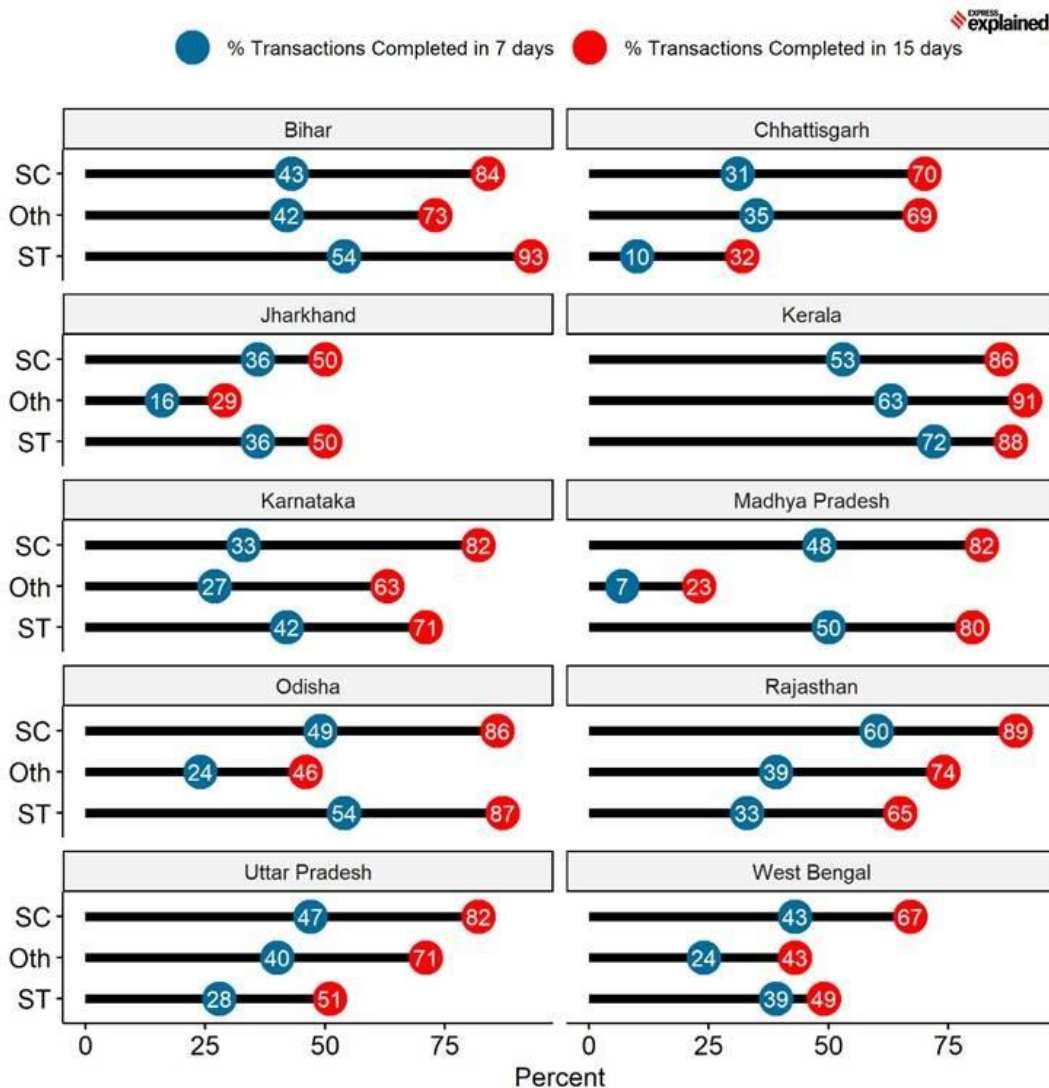 EXPRESS
explained
% Transactions Completed in 7 days % Transactions Completed in 15 days
Bihar Chhattisgarh
SC 43 84 31 70
Oth 42 73 35 69
ST 54 93 10 32
Jharkhand Kerala
SC 36 50 53 86
Oth 16 29 63 91
ST 36 50 72 88
Karnataka Madhya Pradesh
SC 33 82 48 82
Oth 27 63 7 23
ST 42 71 50 80
Odisha Rajasthan
SC 49 86 60 89
Oth 24 46 39 74
ST 54 87 33 65
Uttar Pradesh West Bengal
SC 47 82 43 67
Oth 40 71 24 43
ST 28 51 39 49
0 25 50 75 0 25 50 75
Percent